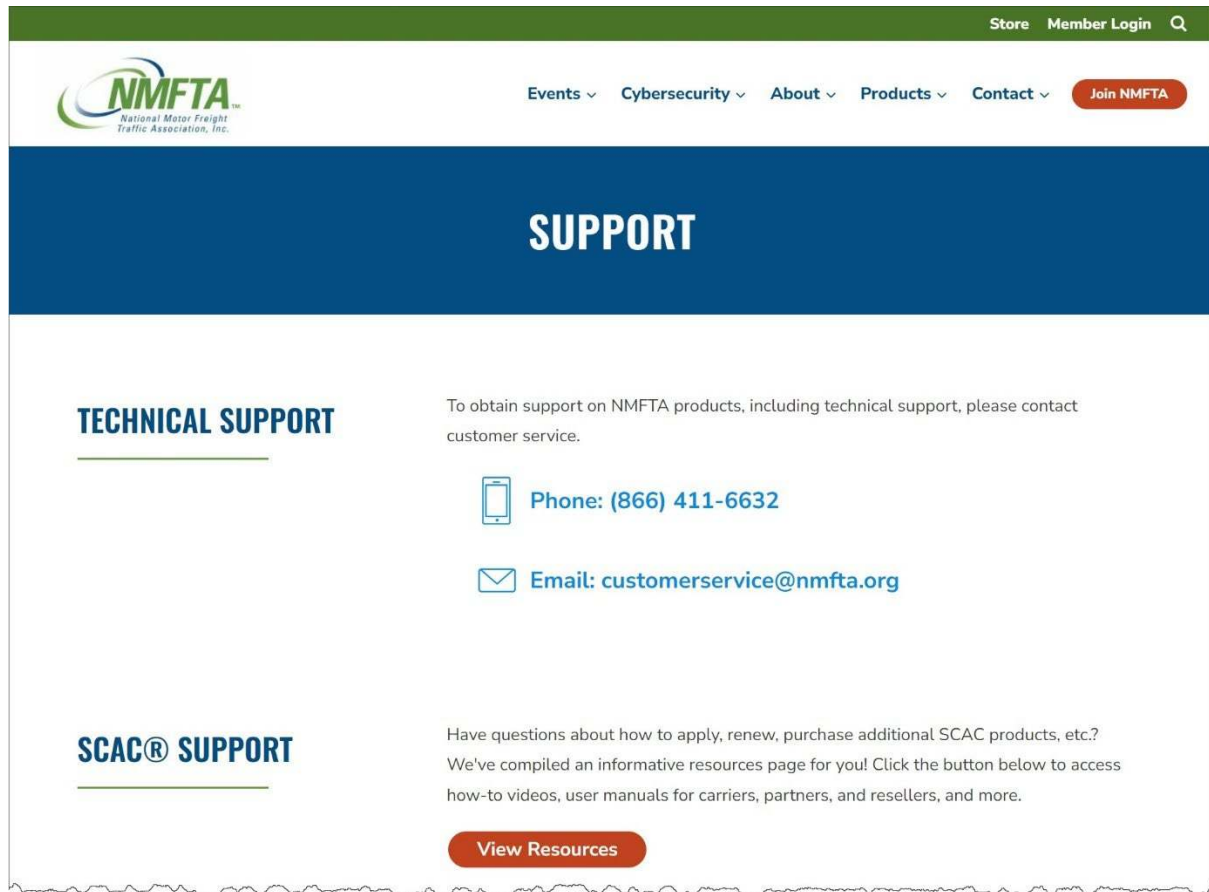 Store Member Login
NMFTA™
National Motor Freight
Traffic Association, Inc.
Events Cybersecurity About Products Contact Join NMFTA
SUPPORT
TECHNICAL SUPPORT
To obtain support on NMFTA products, including technical support, please contact
customer service.
Phone: (866) 411-6632
Email: customerservice@nmfta.org
SCAC® SUPPORT
Have questions about how to apply, renew, purchase additional SCAC products, etc.?
We've compiled an informative resources page for you! Click the button below to access
how-to videos, user manuals for carriers, partners, and resellers, and more.
View Resources